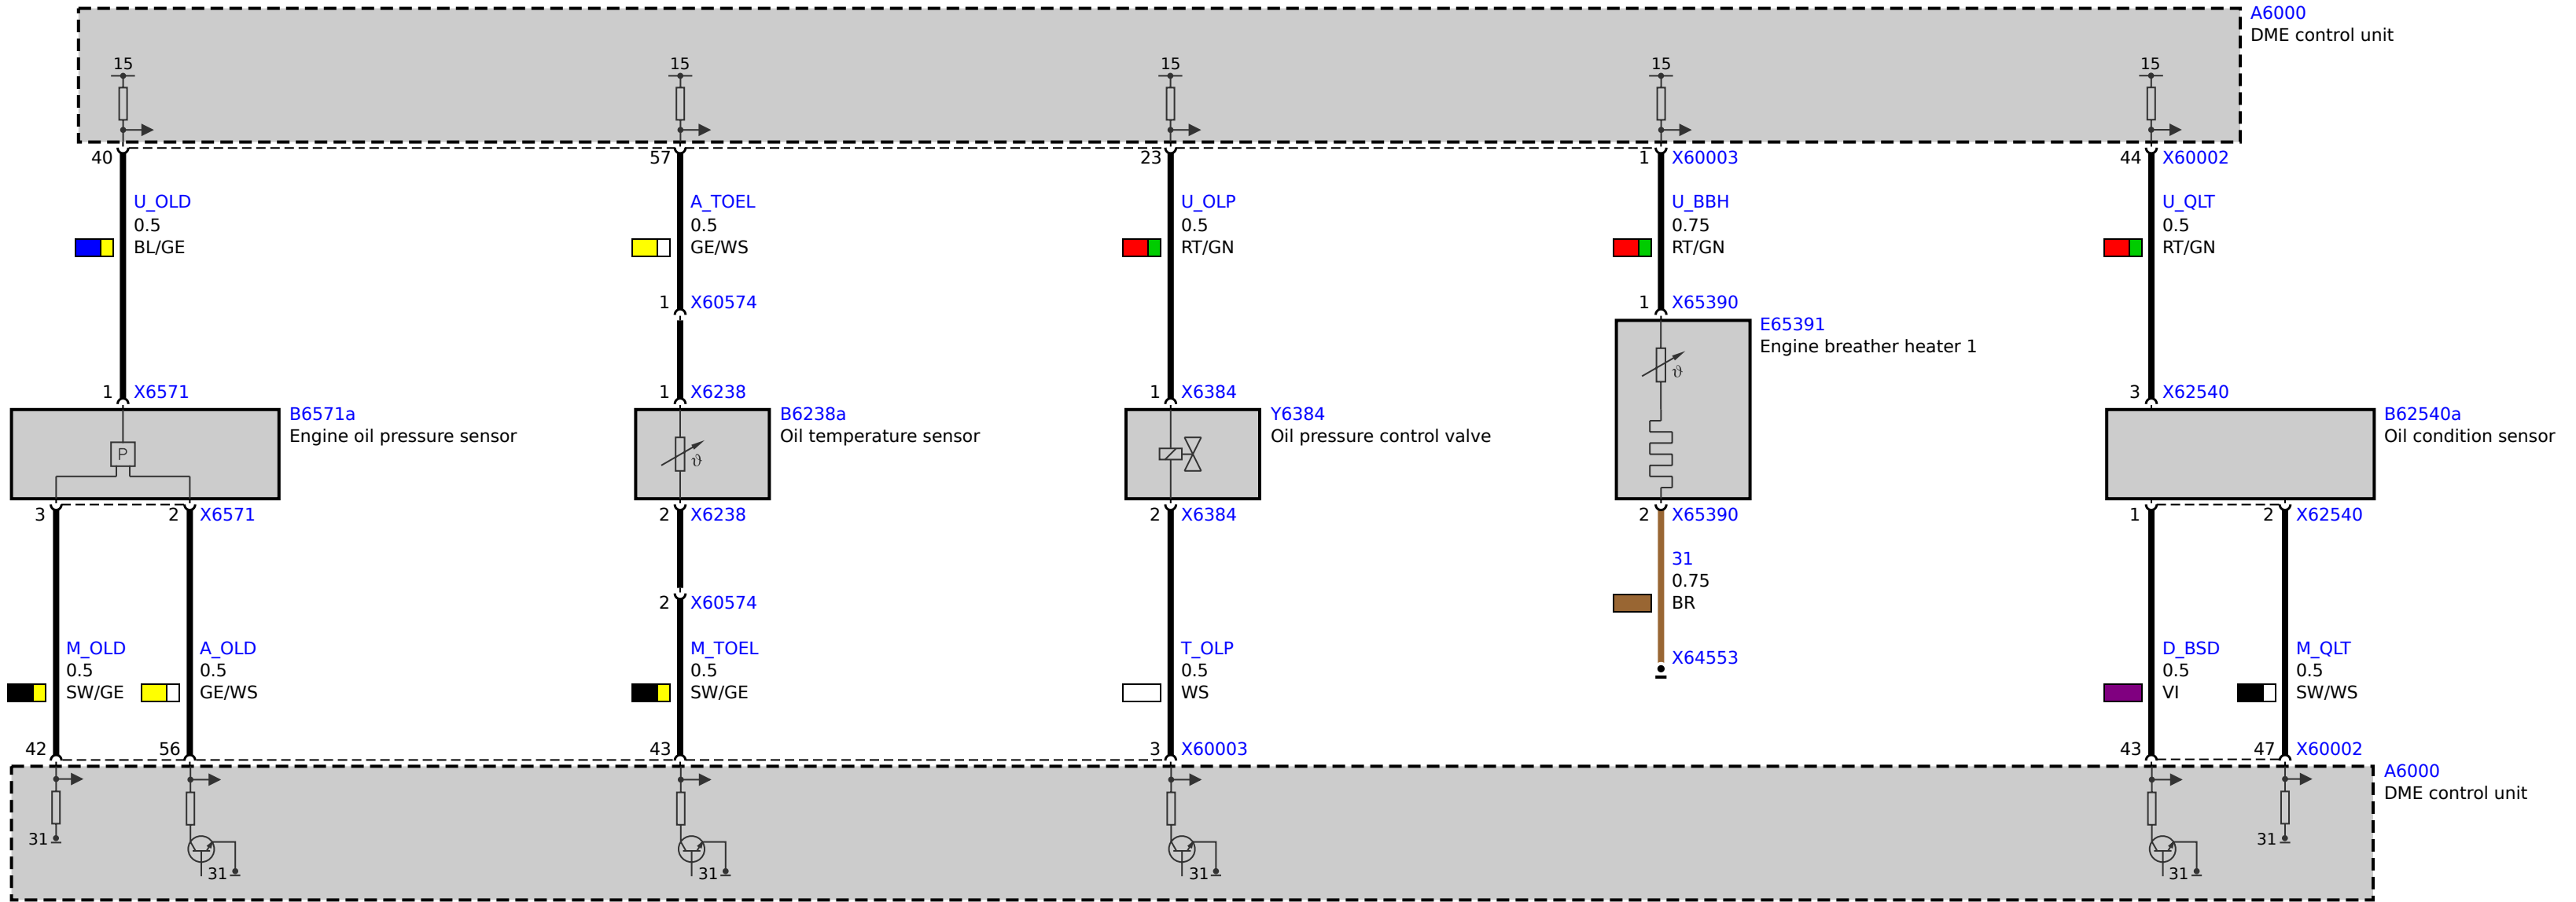 A6000
DME control unit
15 15 15 15 15
40 57 23 1 X60003 44 X60002
U_OLD A_TOEL U_OLP U_BBH U_QLT
0.5 0.5 0.5 0.75 0.5
BL/GE GE/WS RT/GN RT/GN RT/GN
1 X60574 1 X65390
E65391
Engine breather heater 1
ϑ
1 X6571 1 X6238 1 X6384 3 X62540
B6571a B6238a Y6384 B62540a
Engine oil pressure sensor Oil temperature sensor Oil pressure control valve Oil condition sensor
P ϑ
3 2 X6571 2 X6238 2 X6384 2 X65390 1 2 X62540
31
0.75
2 X60574 BR
M_OLD A_OLD M_TOEL T_OLP X64553 D_BSD M_QLT
0.5 0.5 0.5 0.5 0.5 0.5
SW/GE GE/WS SW/GE WS VI SW/WS
42 56 43 3 X60003 43 47 X60002
A6000
DME control unit
31 31
31 31 31 31